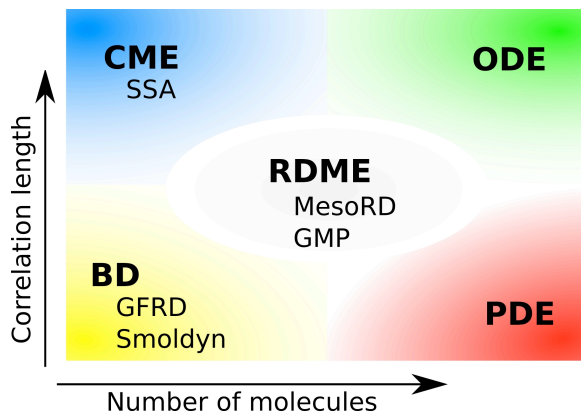 CME
SSA
ODE
RDME
MesoRD
GMP
BD
GFRD
Smoldyn
PDE
Correlation length
Number of molecules